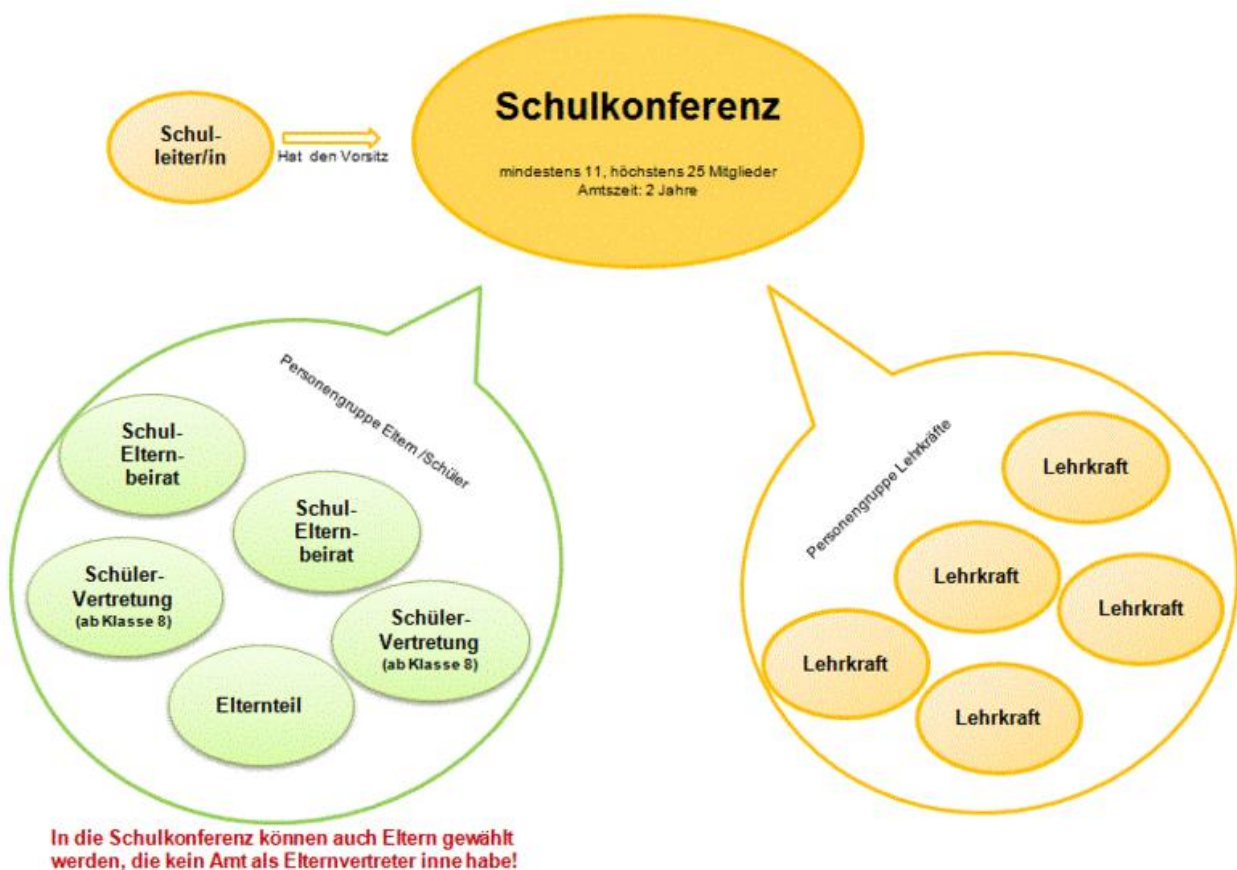 Schulkonferenz
mindestens 11, höchstens 25 Mitglieder
Amtszeit: 2 Jahre
Schul-
leiter/in
Hat den Vorsitz
Personengruppe Eltern /Schüler
Schul-
Eltern-
beirat
Schul-
Eltern-
beirat
Schüler-
Vertretung
(ab Klasse 8)
Schüler-
Vertretung
(ab Klasse 8)
Elternteil
Personengruppe Lehrkräfte
Lehrkraft
Lehrkraft
Lehrkraft
Lehrkraft
Lehrkraft
In die Schulkonferenz können auch Eltern gewählt
werden, die kein Amt als Elternvertreter inne habe!